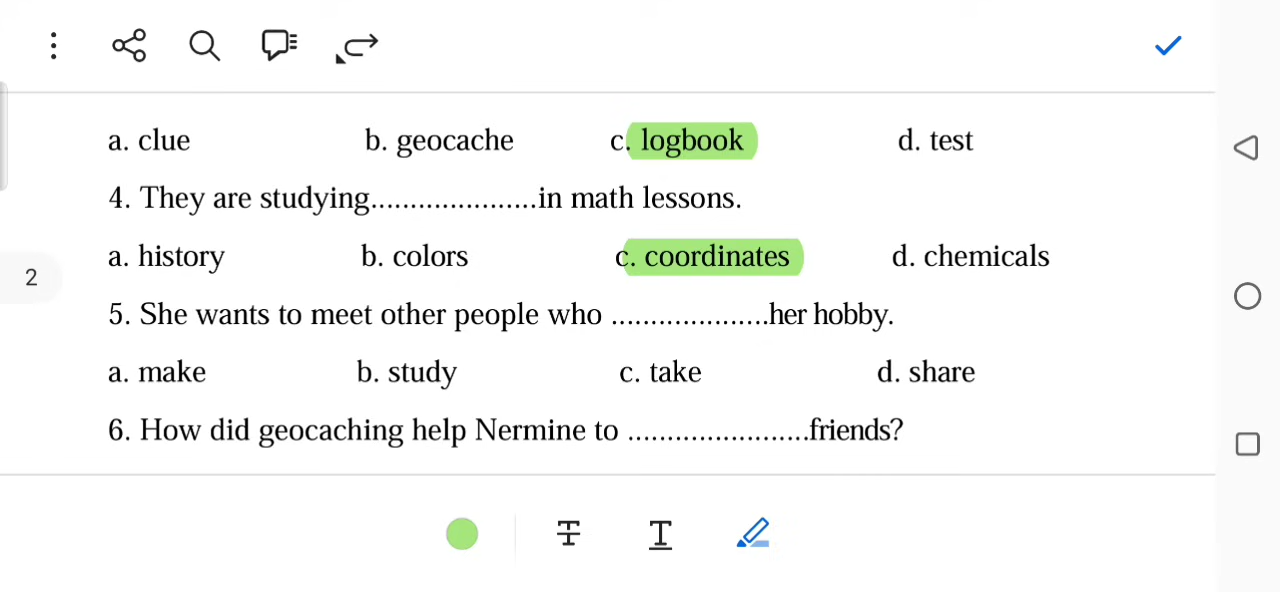 a. clue b. geocache c. logbook d. test
4. They are studying.....................in math lessons.
a. history b. colors c. coordinates d. chemicals
2
5. She wants to meet other people who ....................her hobby.
a. make b. study c. take d. share
6. How did geocaching help Nermine to .......................friends?